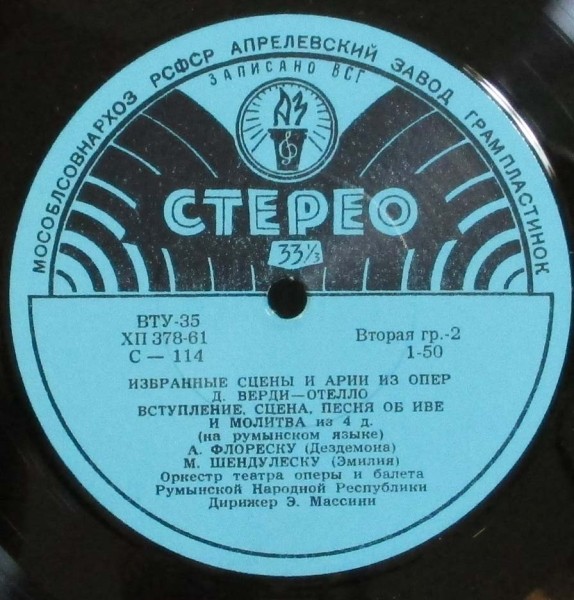 МОСОБЛСОВНАРХОЗ РСФСР АПРЕЛЕВСКИЙ ЗАВОД ГРАМПЛАСТИНОК
ЗАПИСАНО ВСГ
АЗ
СТЕРЕО
33⅓
ВТУ-35
ХП 378-61 Вторая гр.-2
С — 114 1-50
ИЗБРАННЫЕ СЦЕНЫ И АРИИ ИЗ ОПЕР
Д. ВЕРДИ—ОТЕЛЛО
ВСТУПЛЕНИЕ, СЦЕНА, ПЕСНЯ ОБ ИВЕ
И МОЛИТВА из 4 д.
(на румынском языке)
А. ФЛОРЕСКУ (Дездемона)
М. ШЕНДУЛЕСКУ (Эмилия)
Оркестр театра оперы и балета
Румынской Народной Республики
Дирижер Э. Массини